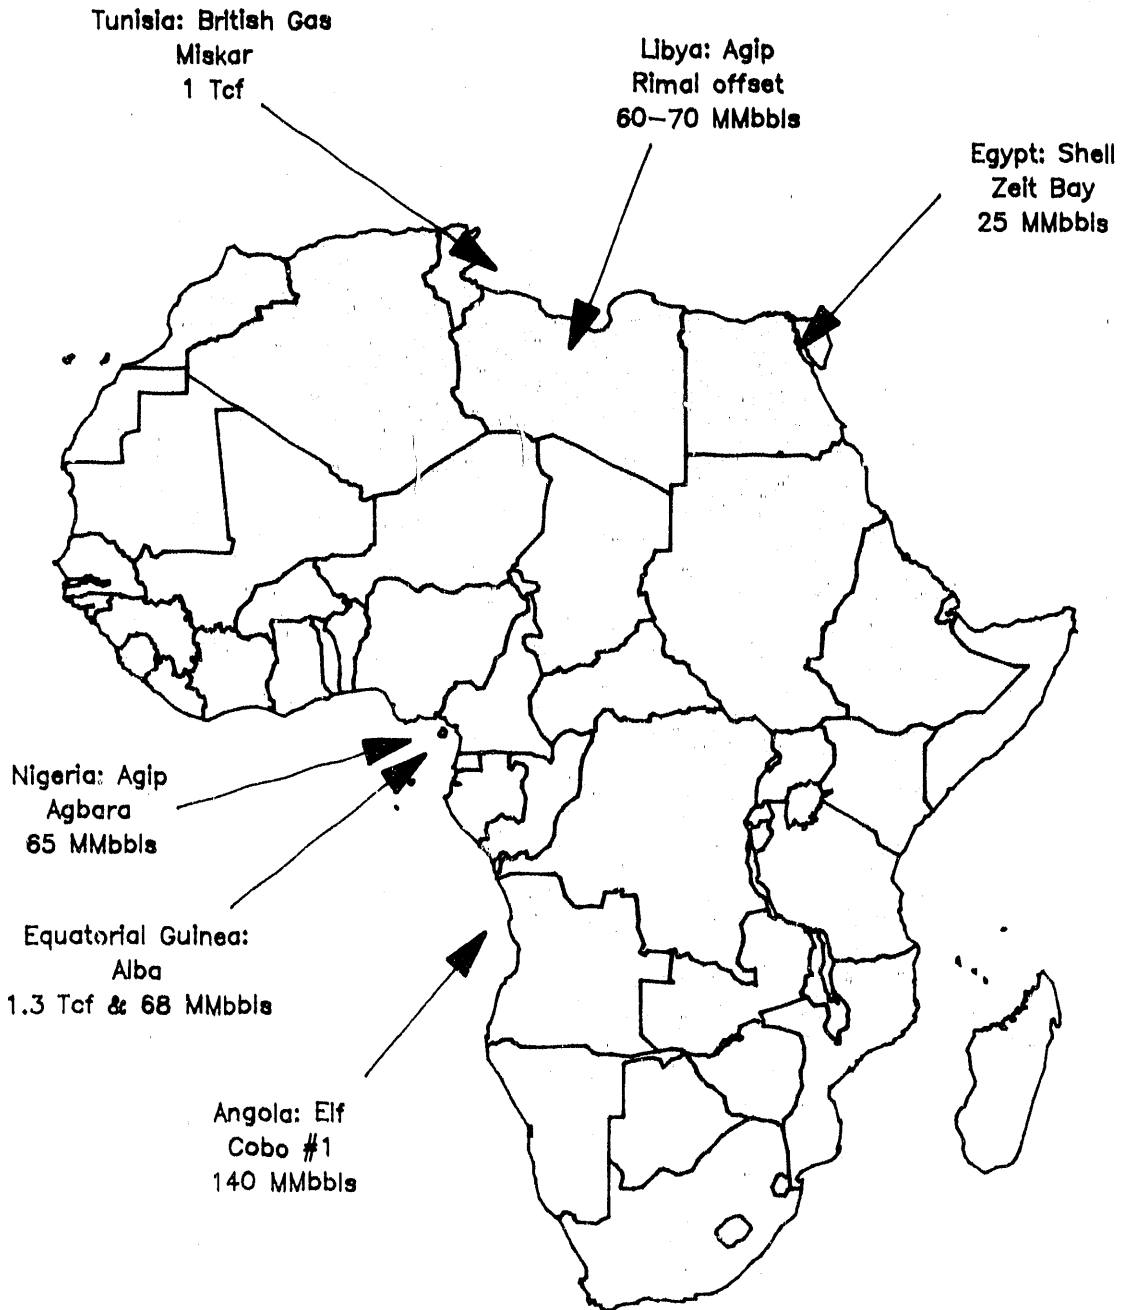 Tunisia: British Gas
Miskar
1 Tcf
Libya: Agip
Rimal offset
60-70 MMbbls
Egypt: Shell
Zeit Bay
25 MMbbls
Nigeria: Agip
Agbara
65 MMbbls
Equatorial Guinea:
Alba
1.3 Tcf & 68 MMbbls
Angola: Elf
Cobo #1
140 MMbbls